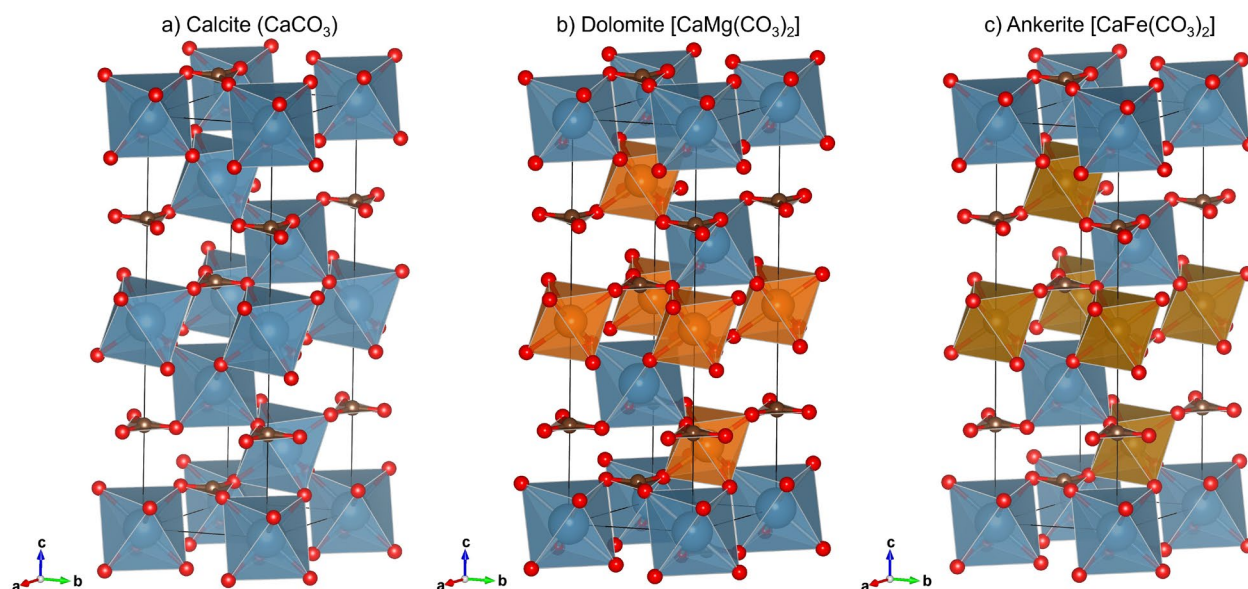 a) Calcite (CaCO₃)
b) Dolomite [CaMg(CO₃)₂]
c) Ankerite [CaFe(CO₃)₂]
c
a
b
c
a
b
c
a
b